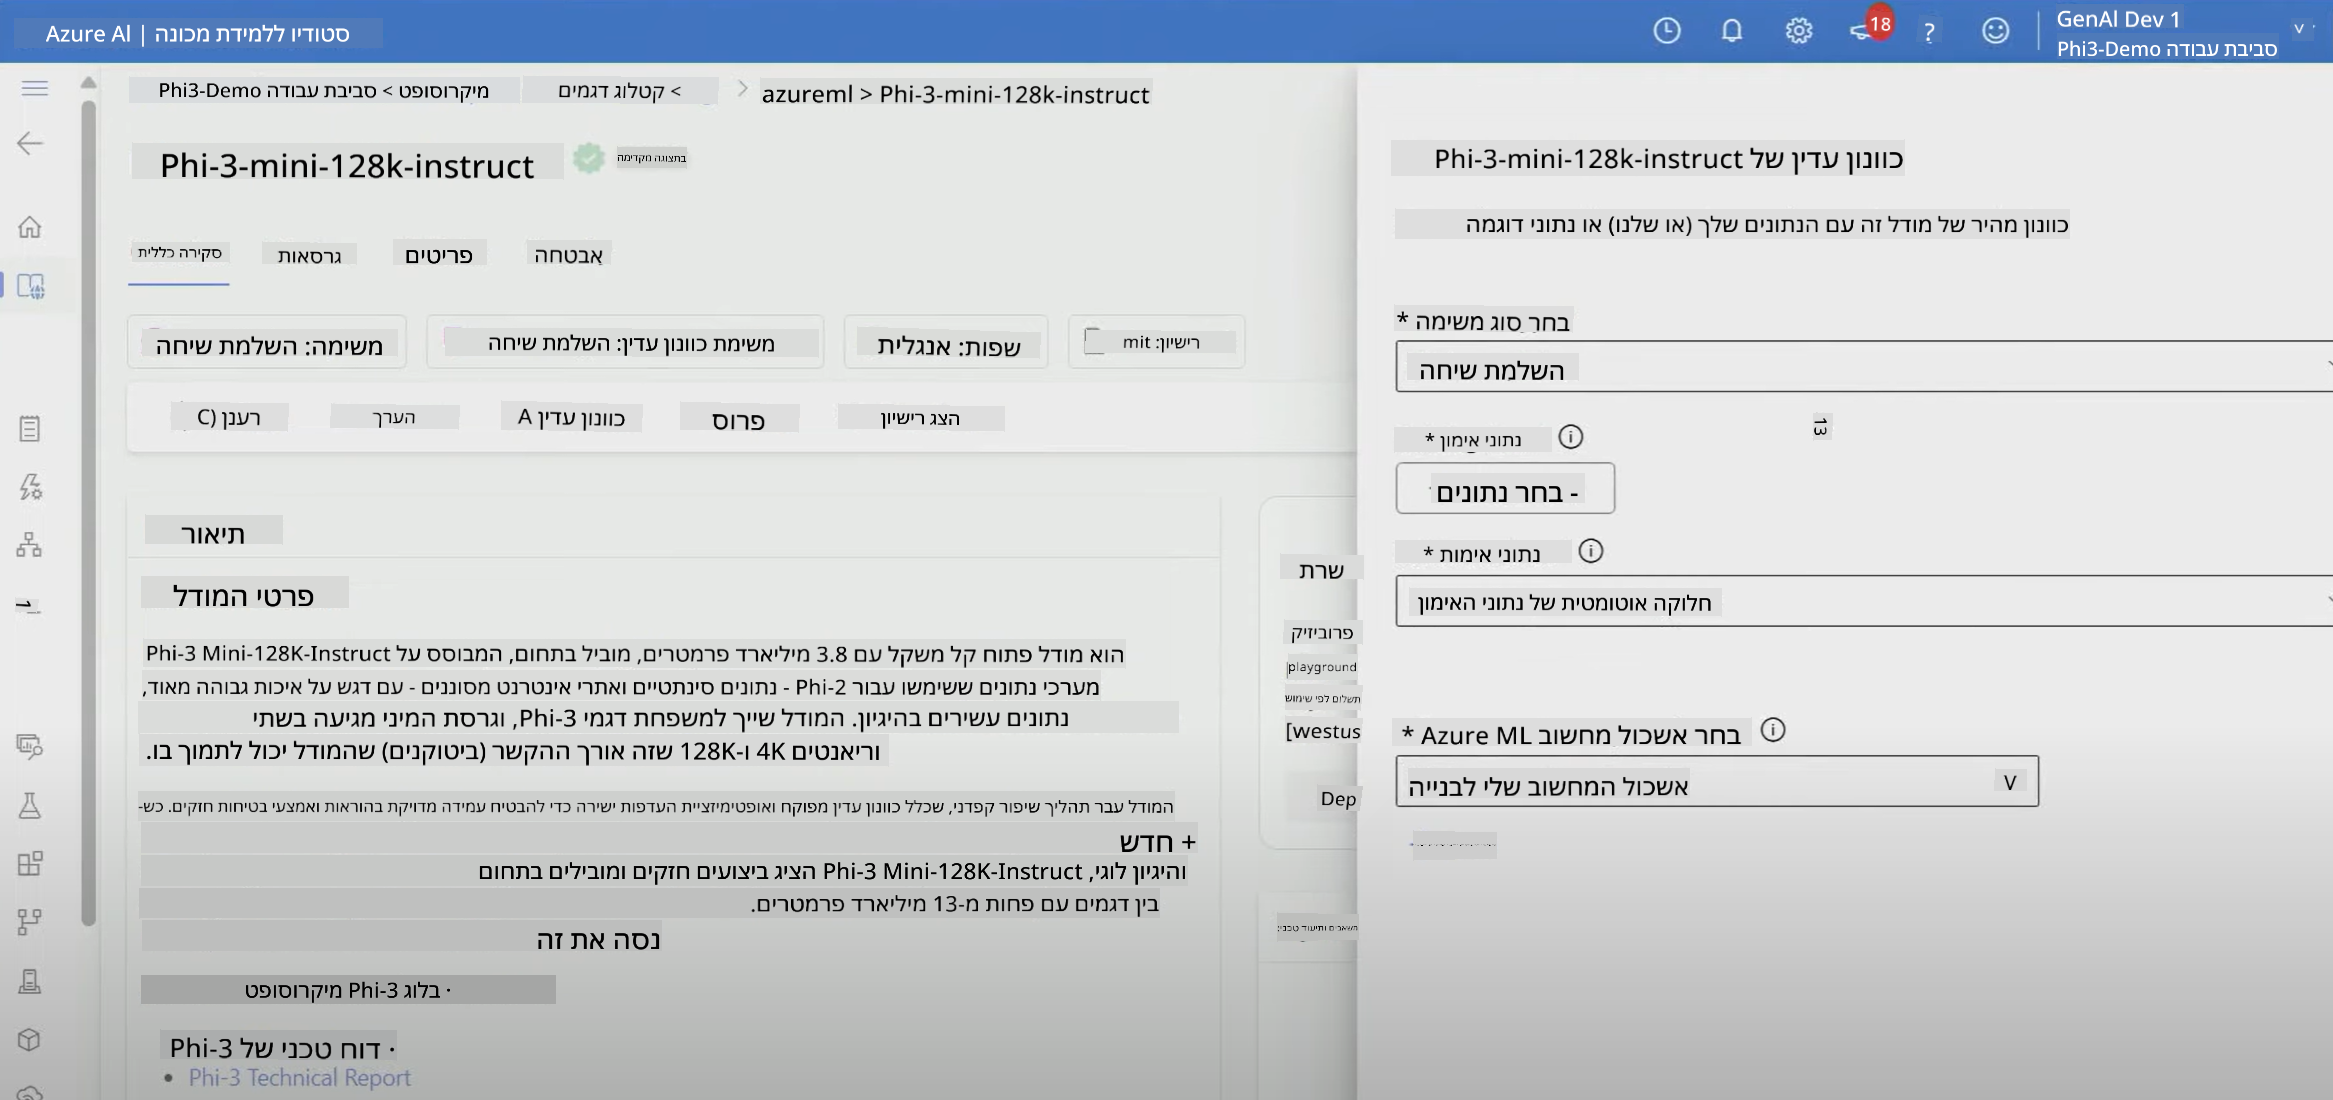 Azure AI | סטודיו ללמידת מכונה
18
?
GenAI Dev 1
סביבת עבודה Phi3-Demo
מיקרוסופט > סביבת עבודה Phi3-Demo
> קטלוג דגמים
azureml > Phi-3-mini-128k-instruct
Phi-3-mini-128k-instruct
בתצוגה מקדימה
סקירה כללית
גרסאות
פריטים
אבטחה
משימה: השלמת שיחה
משימת כוונון עדין: השלמת שיחה
שפות: אנגלית
רישיון: mit
רענן (C
הערך
כוונון עדין A
פרוס
הצג רישיון
תיאור
פרטי המודל
הוא מודל פתוח קל משקל עם 3.8 מיליארד פרמטרים, מוביל בתחום, המבוסס על Phi-3 Mini-128K-Instruct
מערכי נתונים ששימשו עבור Phi-2 - נתונים סינתטיים ואתרי אינטרנט מסוננים - עם דגש על איכות גבוהה מאוד,
נתונים עשירים בהיגיון. המודל שייך למשפחת דגמי Phi-3, וגרסת המיני מגיעה בשתי
וריאנטים 4K ו-128K שזה אורך ההקשר (ביטוקנים) שהמודל יכול לתמוך בו.
המודל עבר תהליך שיפור קפדני, שכלל כוונון עדין מפוקח ואופטימיזציית העדפות ישירה כדי להבטיח עמידה מדויקת בהוראות ואמצעי בטיחות חזקים. כש-
+ חדש
והיגיון לוגי, Phi-3 Mini-128K-Instruct הציג ביצועים חזקים ומובילים בתחום
בין דגמים עם פחות מ-13 מיליארד פרמטרים.
נסה את זה
· בלוג Phi-3 מיקרוסופט
· דוח טכני של Phi-3
• Phi-3 Technical Report
שרת
פרוביזיק
playground
תשלום לפי שימוש
[westus
Dep
משאבים ותיעוד טכני:
כוונון עדין של Phi-3-mini-128k-instruct
כוונון מהיר של מודל זה עם הנתונים שלך (או שלנו) או נתוני דוגמה
בחר סוג משימה *
השלמת שיחה
13
נתוני אימון *
- בחר נתונים
נתוני אימות *
חלוקה אוטומטית של נתוני האימון
בחר אשכול מחשוב Azure ML *
אשכול המחשוב שלי לבנייה
V